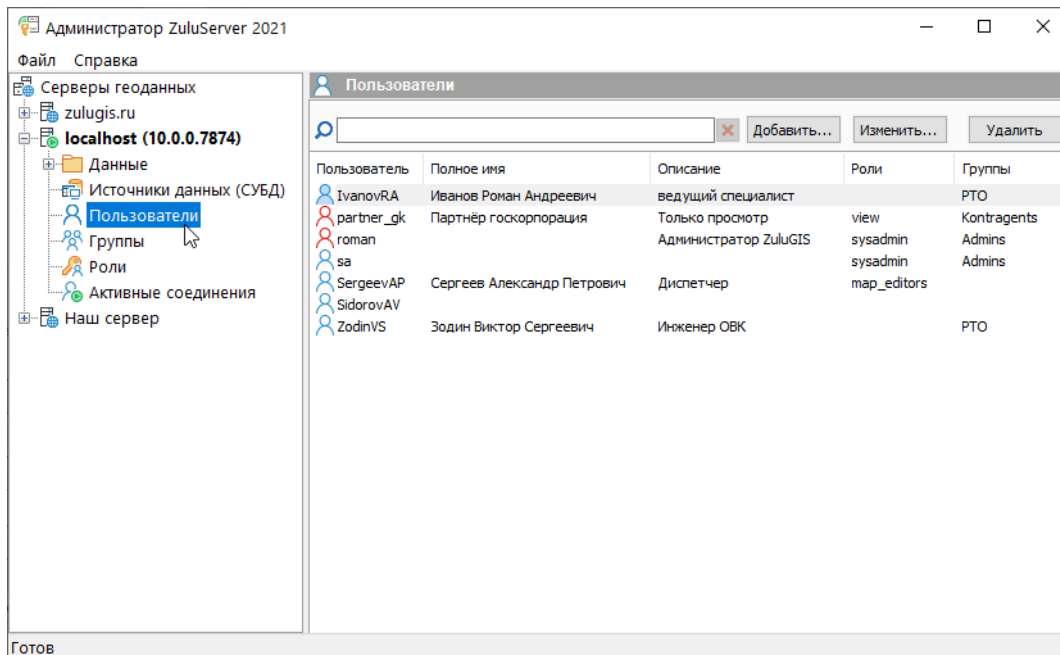 Администратор ZuluServer 2021
Файл Справка
Серверы геоданных
zulugis.ru
localhost (10.0.0.7874)
Данные
Источники данных (СУБД)
Пользователи
Группы
Роли
Активные соединения
Наш сервер
Пользователи
Добавить... Изменить... Удалить
Пользователь Полное имя Описание Роли Группы
IvanovRA Иванов Роман Андреевич ведущий специалист ПТО
partner_gk Партнёр госкорпорация Только просмотр view Kontragents
roman Администратор ZuluGIS sysadmin Admins
sa sysadmin Admins
SergeevAP Сергеев Александр Петрович Диспетчер map_editors
SidorovAV
ZodinVS Зодин Виктор Сергеевич Инженер ОВК ПТО
Готов